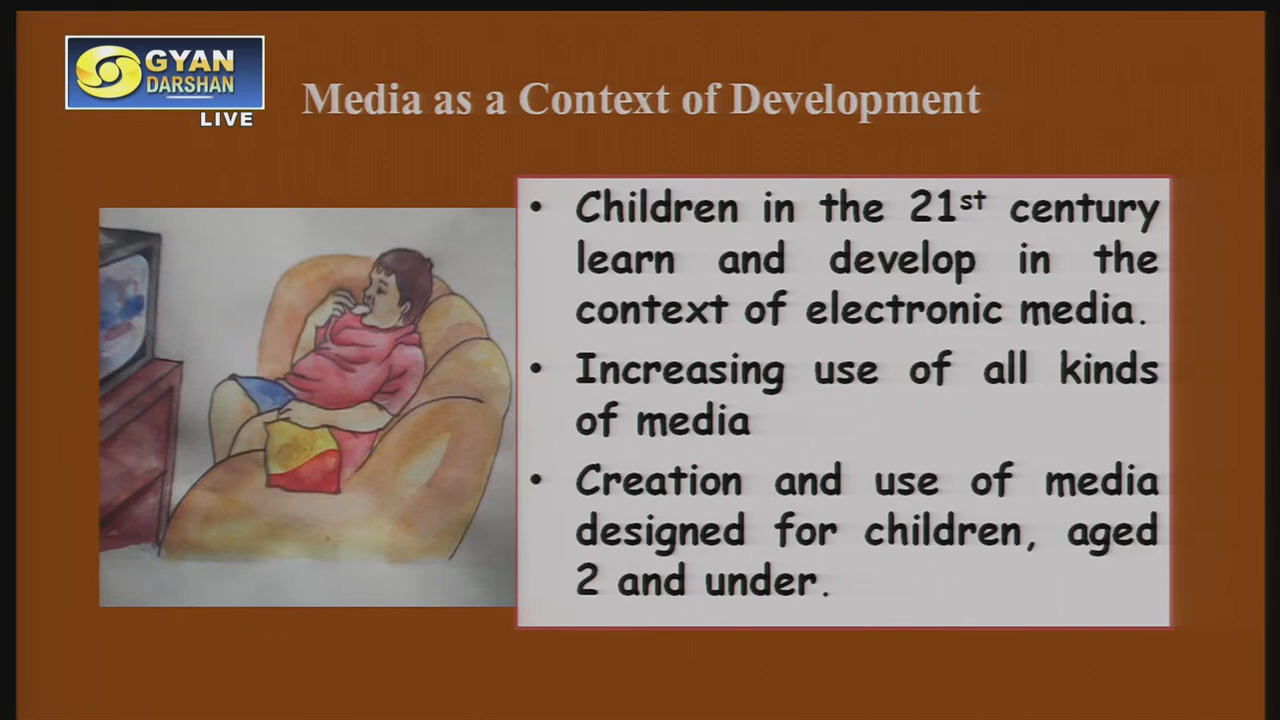 GYAN
DARSHAN
LIVE
Media as a Context of Development
• Children in the 21st century
learn and develop in the
context of electronic media.
• Increasing use of all kinds
of media
• Creation and use of media
designed for children, aged
2 and under.